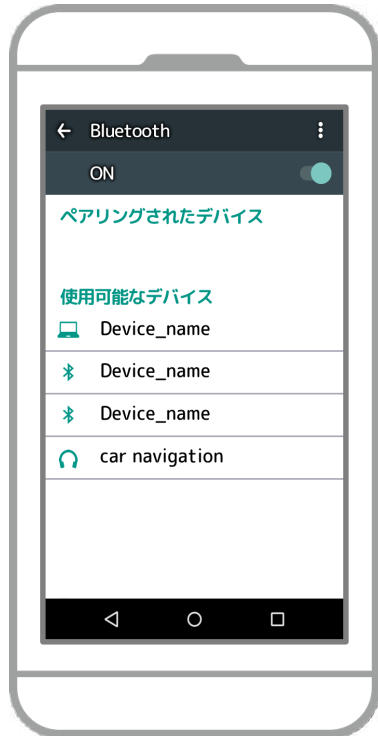 Bluetooth
ON
ペアリングされたデバイス
使用可能なデバイス
Device_name
Device_name
Device_name
car navigation